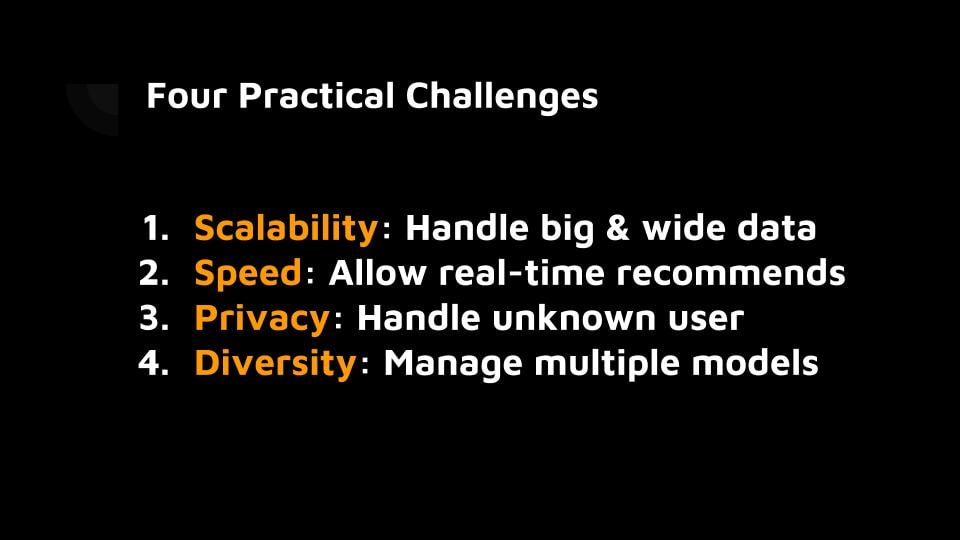 Four Practical Challenges
1. Scalability: Handle big & wide data
2. Speed: Allow real-time recommends
3. Privacy: Handle unknown user
4. Diversity: Manage multiple models